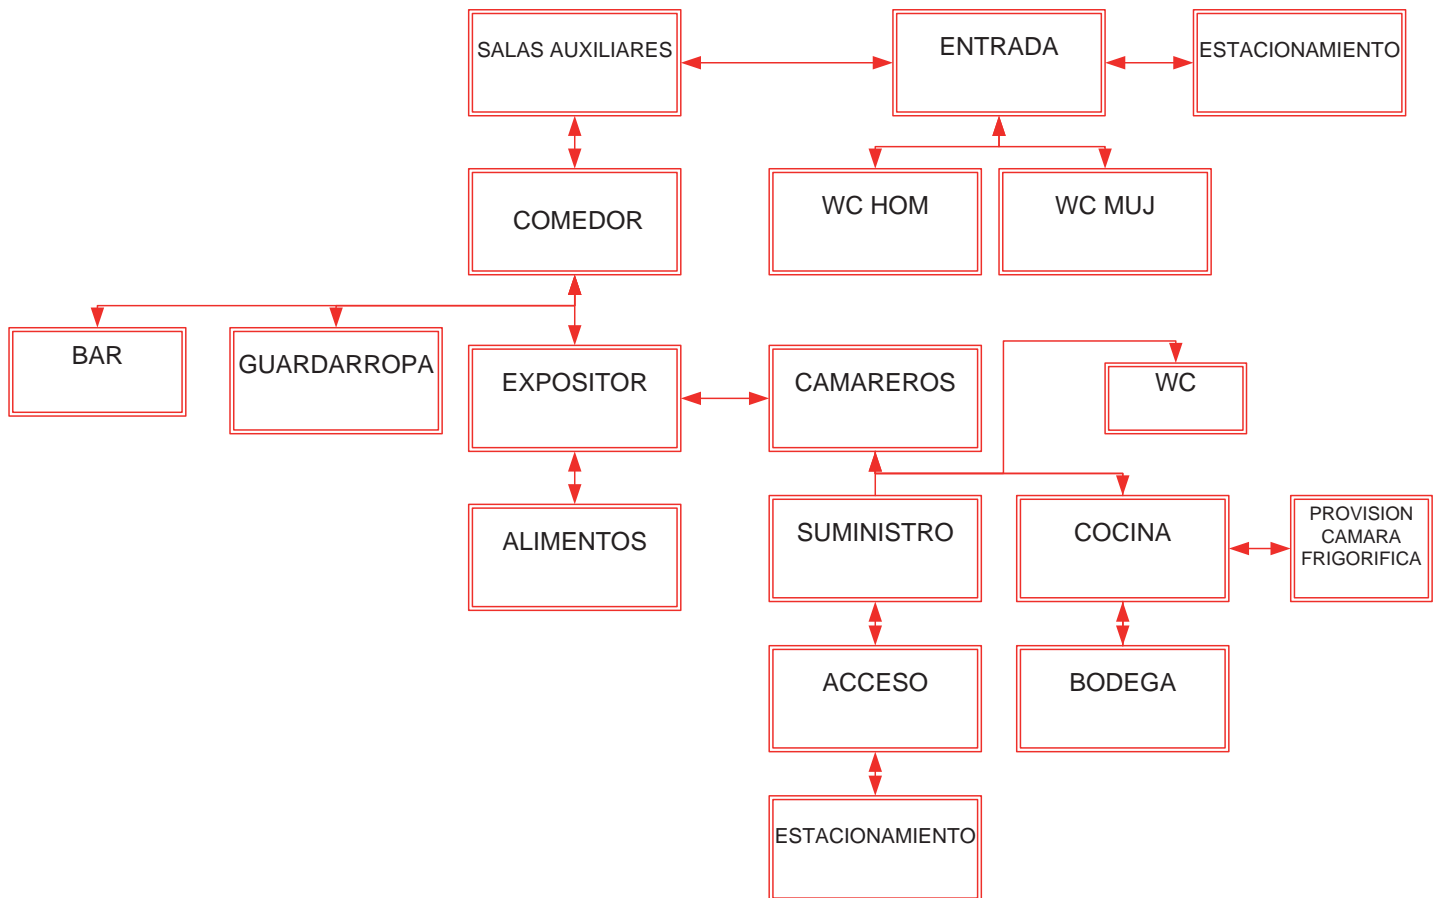 SALAS AUXILIARES
ENTRADA
ESTACIONAMIENTO
COMEDOR
WC HOM
WC MUJ
BAR
GUARDARROPA
EXPOSITOR
CAMAREROS
WC
ALIMENTOS
SUMINISTRO
COCINA
PROVISION
CAMARA
FRIGORIFICA
ACCESO
BODEGA
ESTACIONAMIENTO